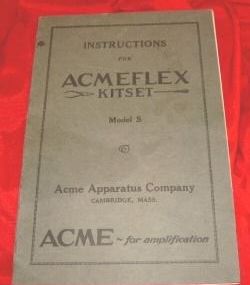 INSTRUCTIONS
FOR
ACMEFLEX
KITSET
Model S
Acme Apparatus Company
CAMBRIDGE, MASS.
ACME ~ for amplification